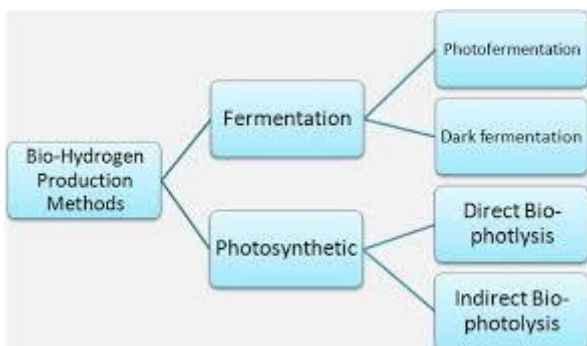 Bio-Hydrogen
Production
Methods
Fermentation
Photofermentation
Dark fermentation
Photosynthetic
Direct Bio-
photlysis
Indirect Bio-
photolysis